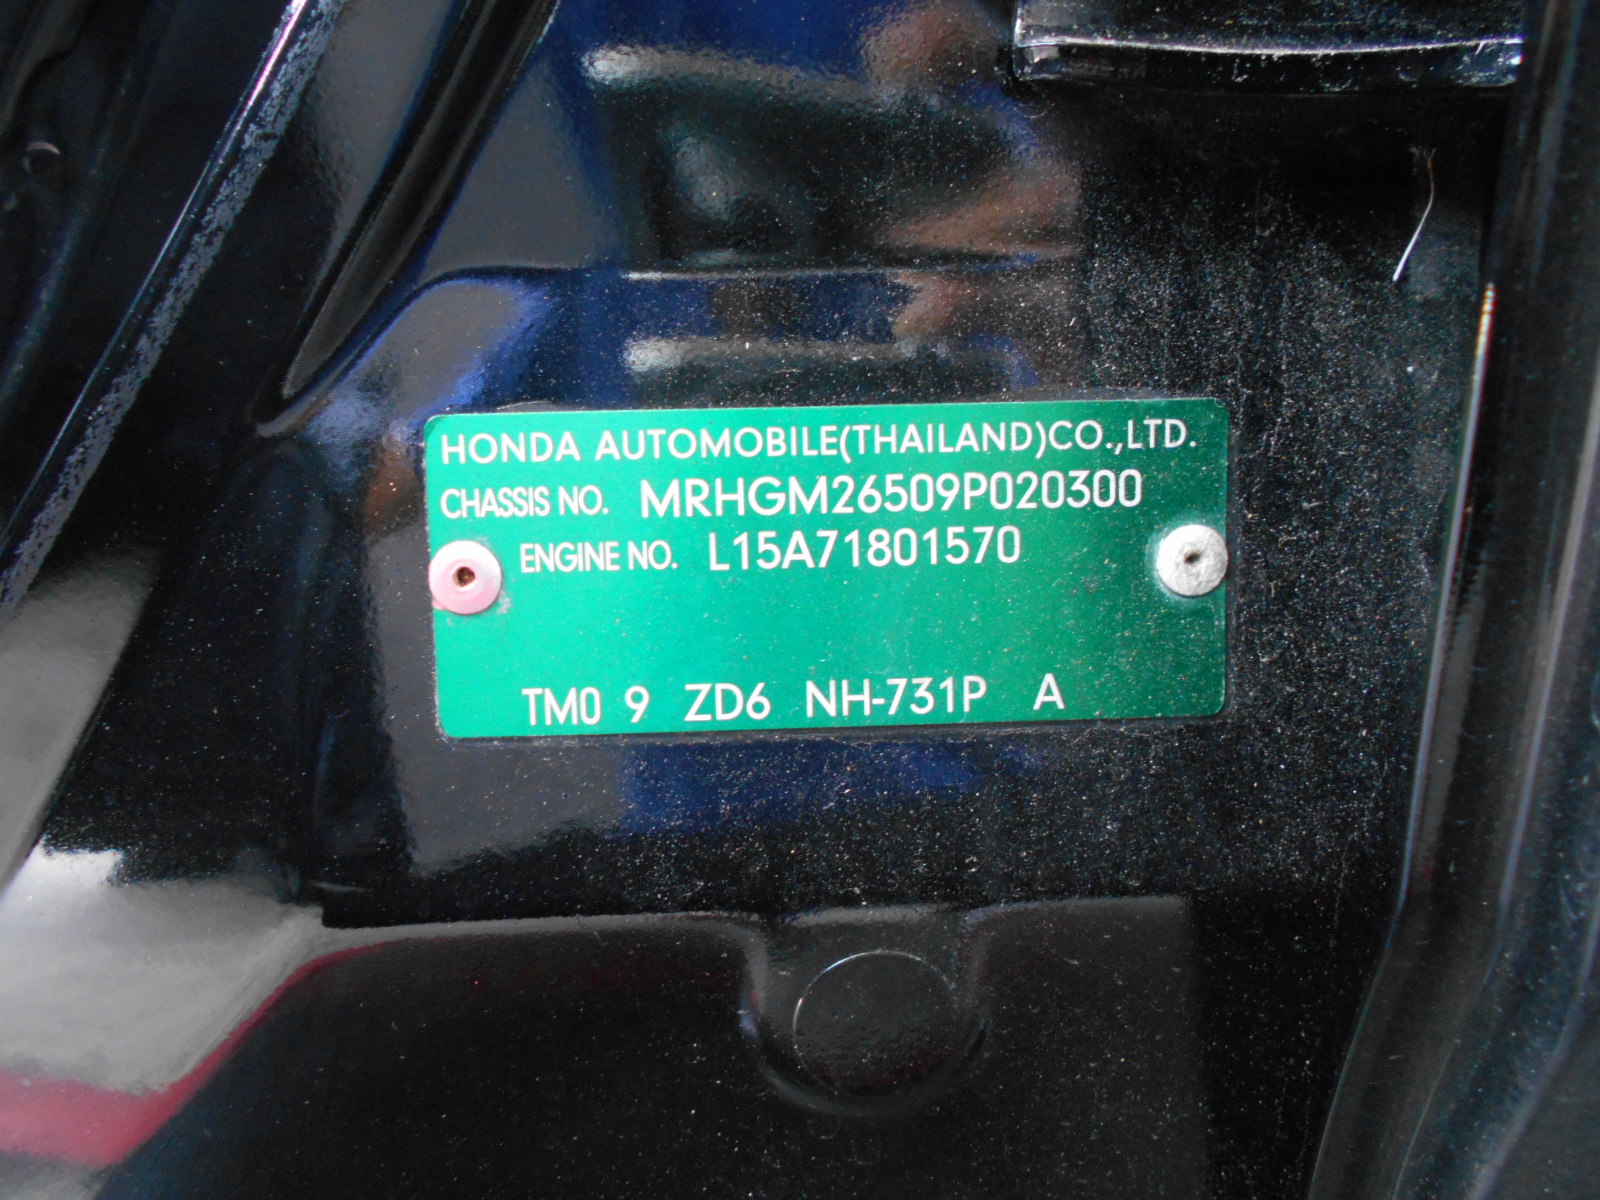 HONDA AUTOMOBILE(THAILAND)CO.,LTD.
CHASSIS NO. MRHGM26509P020300
ENGINE NO. L15A71801570
TM0 9 ZD6 NH-731P A